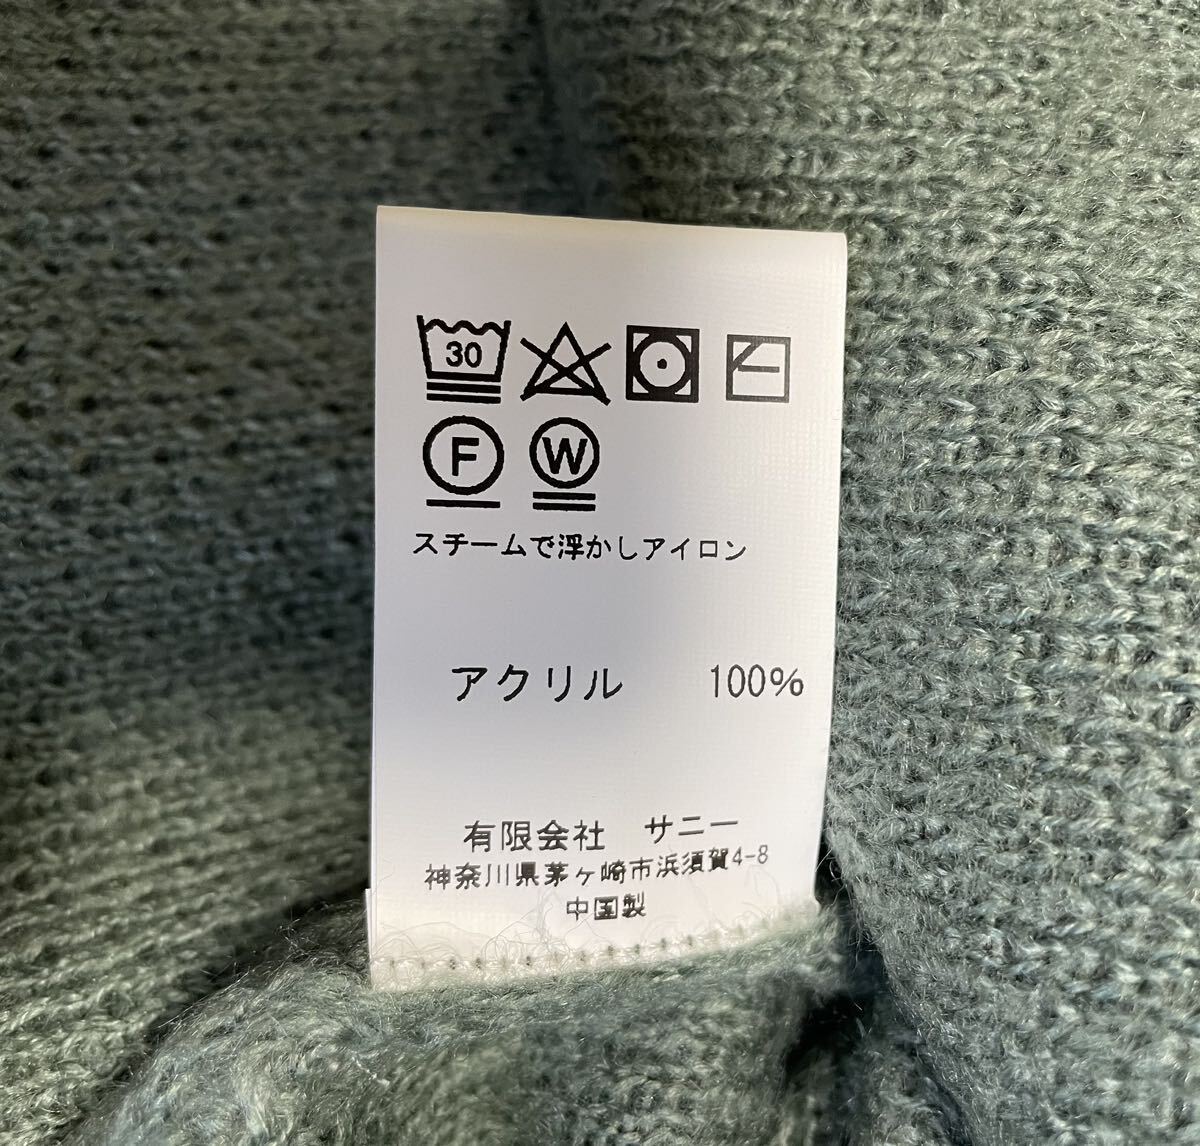 30
F W
スチームで浮かしアイロン
アクリル 100%
有限会社 サニー
神奈川県茅ヶ崎市浜須賀4-8
中国製